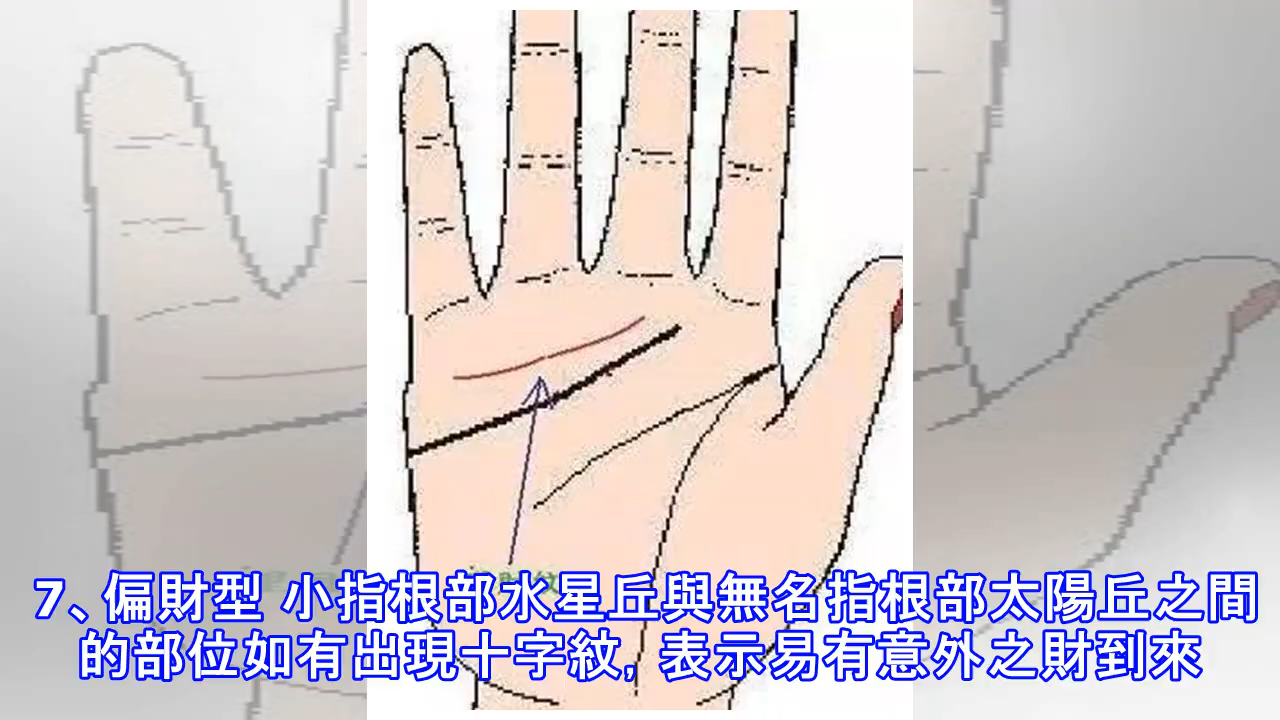 7、偏財型 小指根部水星丘與無名指根部太陽丘之間
的部位如有出現十字紋, 表示易有意外之財到來